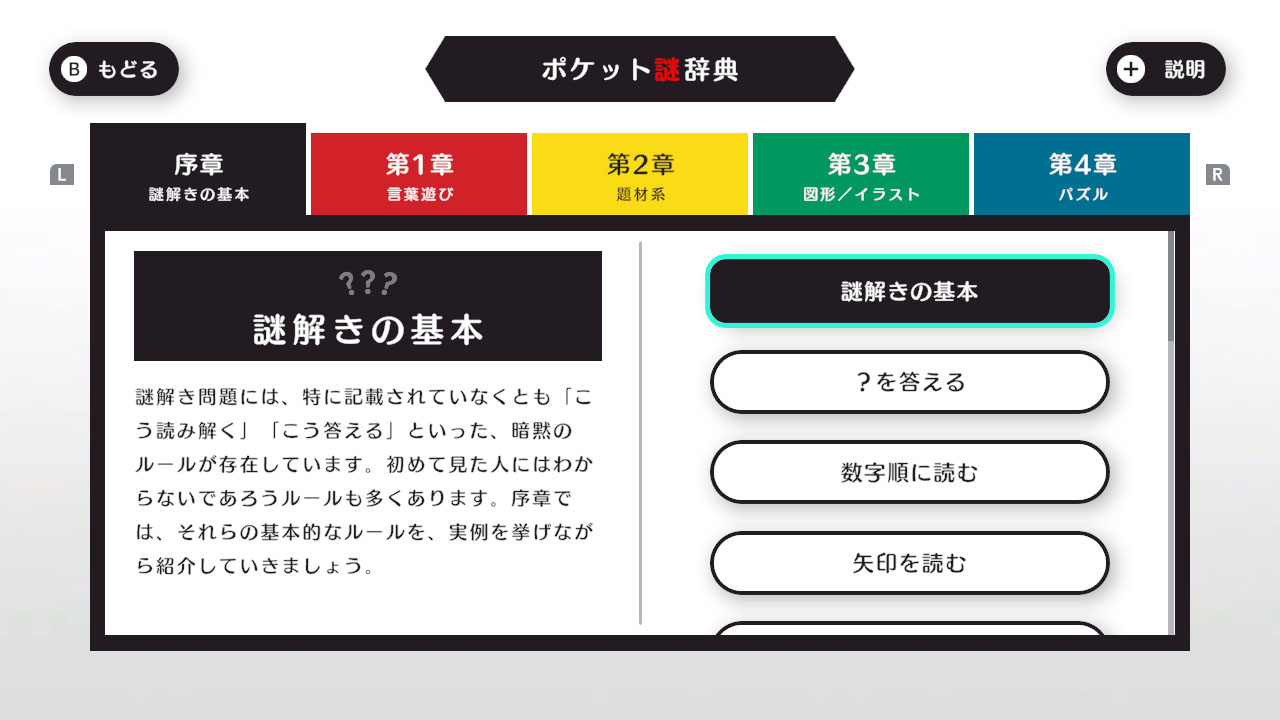 B もどる
ポケット謎辞典
+ 説明
L
序章
謎解きの基本
第1章
言葉遊び
第2章
題材系
第3章
図形／イラスト
第4章
パズル
R
???
謎解きの基本
謎解き問題には、特に記載されていなくとも「こ
う読み解く」「こう答える」といった、暗黙の
ルールが存在しています。初めて見た人にはわか
らないであろうルールも多くあります。序章で
は、それらの基本的なルールを、実例を挙げなが
ら紹介していきましょう。
謎解きの基本
？を答える
数字順に読む
矢印を読む